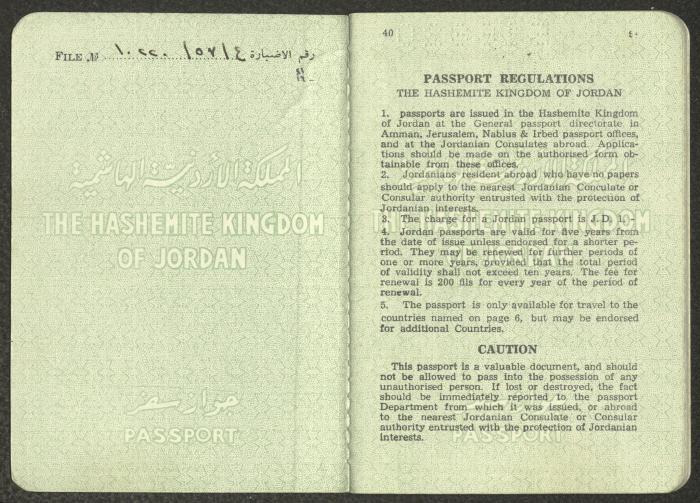 FILE № ١٠٢٢٠ /٥٧/٤ رقم الاضبارة
المملكة الأردنية الهاشمية
THE HASHEMITE KINGDOM
OF JORDAN
جواز سفر
PASSPORT
40 ٤٠
PASSPORT REGULATIONS
THE HASHEMITE KINGDOM OF JORDAN
1. passports are issued in the Hashemite Kingdom
of Jordan at the General passport directorate in
Amman, Jerusalem, Nablus & Irbed passport offices,
and at the Jordanian Consulates abroad. Applica-
tions should be made on the authorised form ob-
tainable from these offices.
2. Jordanians resident abroad who have no papers
should apply to the nearest Jordanian Conculate or
Consular authority entrusted with the protection of
Jordanian interests.
3. The charge for a Jordan passport is J.D. 1.-
4. Jordan passports are valid for five years from
the date of issue unless endorsed for a shorter pe-
riod. They may be renewed for further periods of
one or more years, provided that the total period
of validity shall not exceed ten years. The fee for
renewal is 200 fils for every year of the period of
renewal.
5. The passport is only available for travel to the
countries named on page 6, but may be endorsed
for additional Countries.
CAUTION
This passport is a valuable document, and should
not be allowed to pass into the possession of any
unauthorised person. If lost or destroyed, the fact
should be immediately reported to the passport
Department from which it was issued, or abroad
to the nearest Jordanian Consulate or Consular
authority entrusted with the protection of Jordanian
interests.